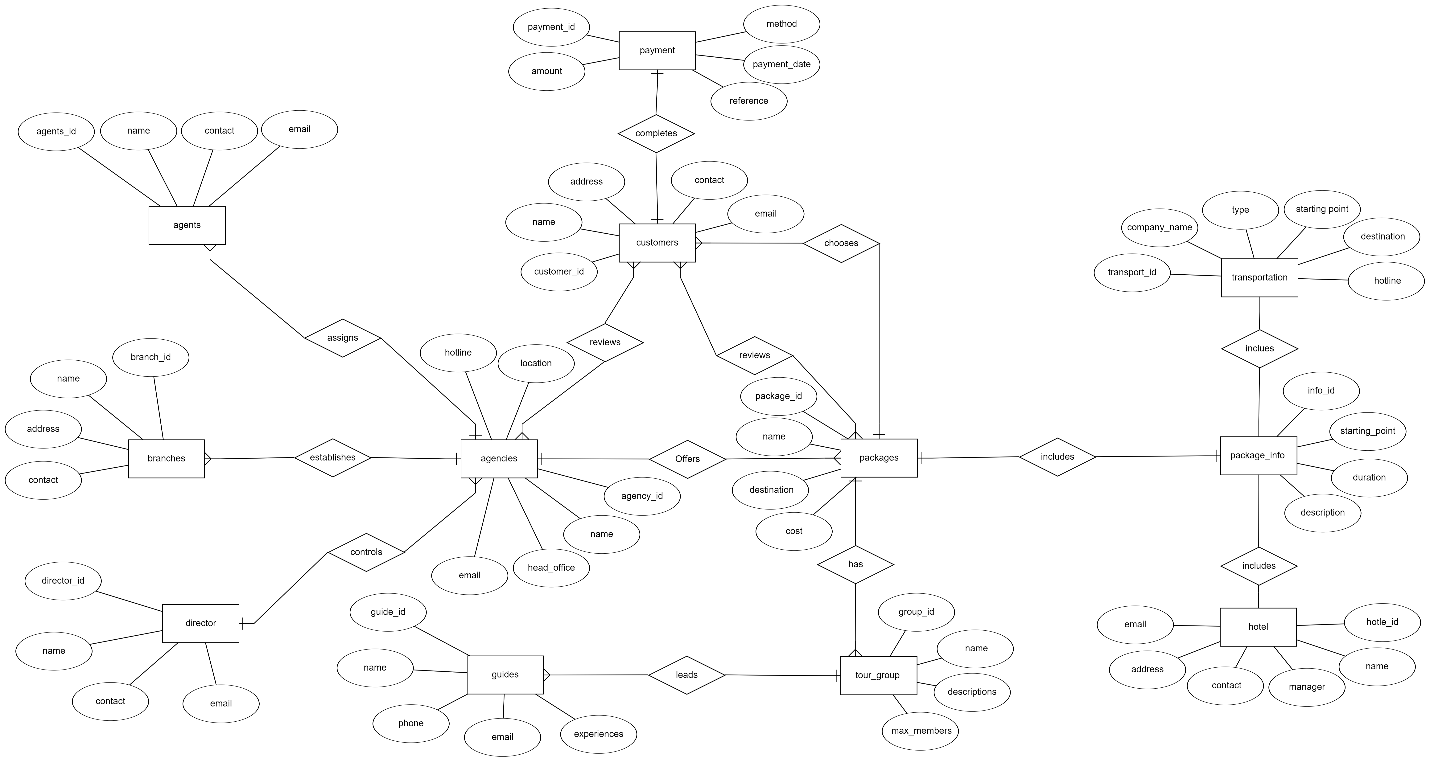 payment_id
method
payment
amount
payment_date
reference
agents_id
name
contact
email
agents
completes
address
contact
name
email
customers
customer_id
chooses
type
starting point
company_name
destination
transport_id
transportation
hotline
assigns
reviews
reviews
inclues
hotline
location
branch_id
name
address
contact
branches
establishes
agencies
Offers
package_id
name
packages
destination
cost
includes
info_id
starting_point
package_info
duration
description
agency_id
name
head_office
email
controls
has
includes
director_id
director
name
contact
email
guide_id
name
guides
phone
email
experiences
leads
group_id
name
tour_group
descriptions
max_members
email
hotel
hotle_id
address
name
contact
manager